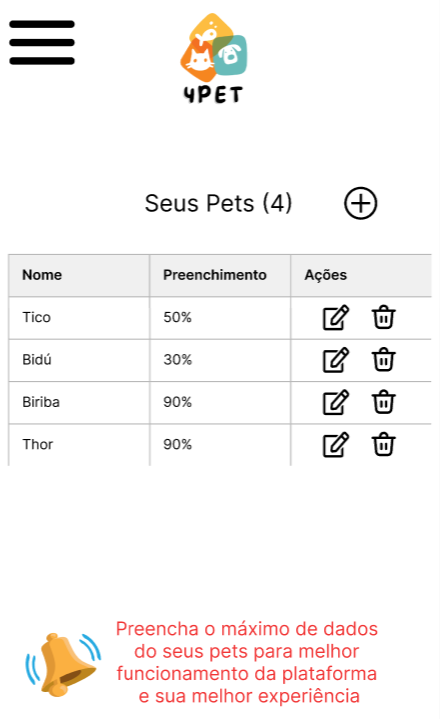 4PET
Seus Pets (4)
Nome Preenchimento Ações
Tico 50%
Bidú 30%
Biriba 90%
Thor 90%
Preencha o máximo de dados
do seus pets para melhor
funcionamento da plataforma
e sua melhor experiência